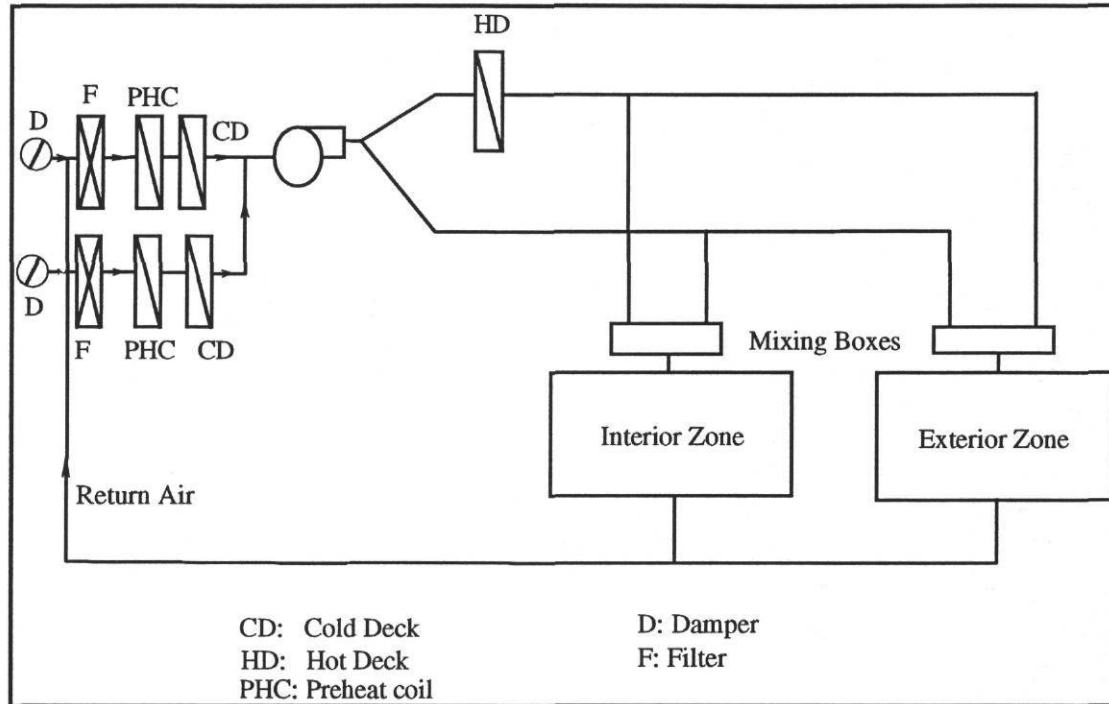 HD
F PHC
D CD
D
F PHC CD
Mixing Boxes
Interior Zone Exterior Zone
Return Air
CD: Cold Deck D: Damper
HD: Hot Deck F: Filter
PHC: Preheat coil